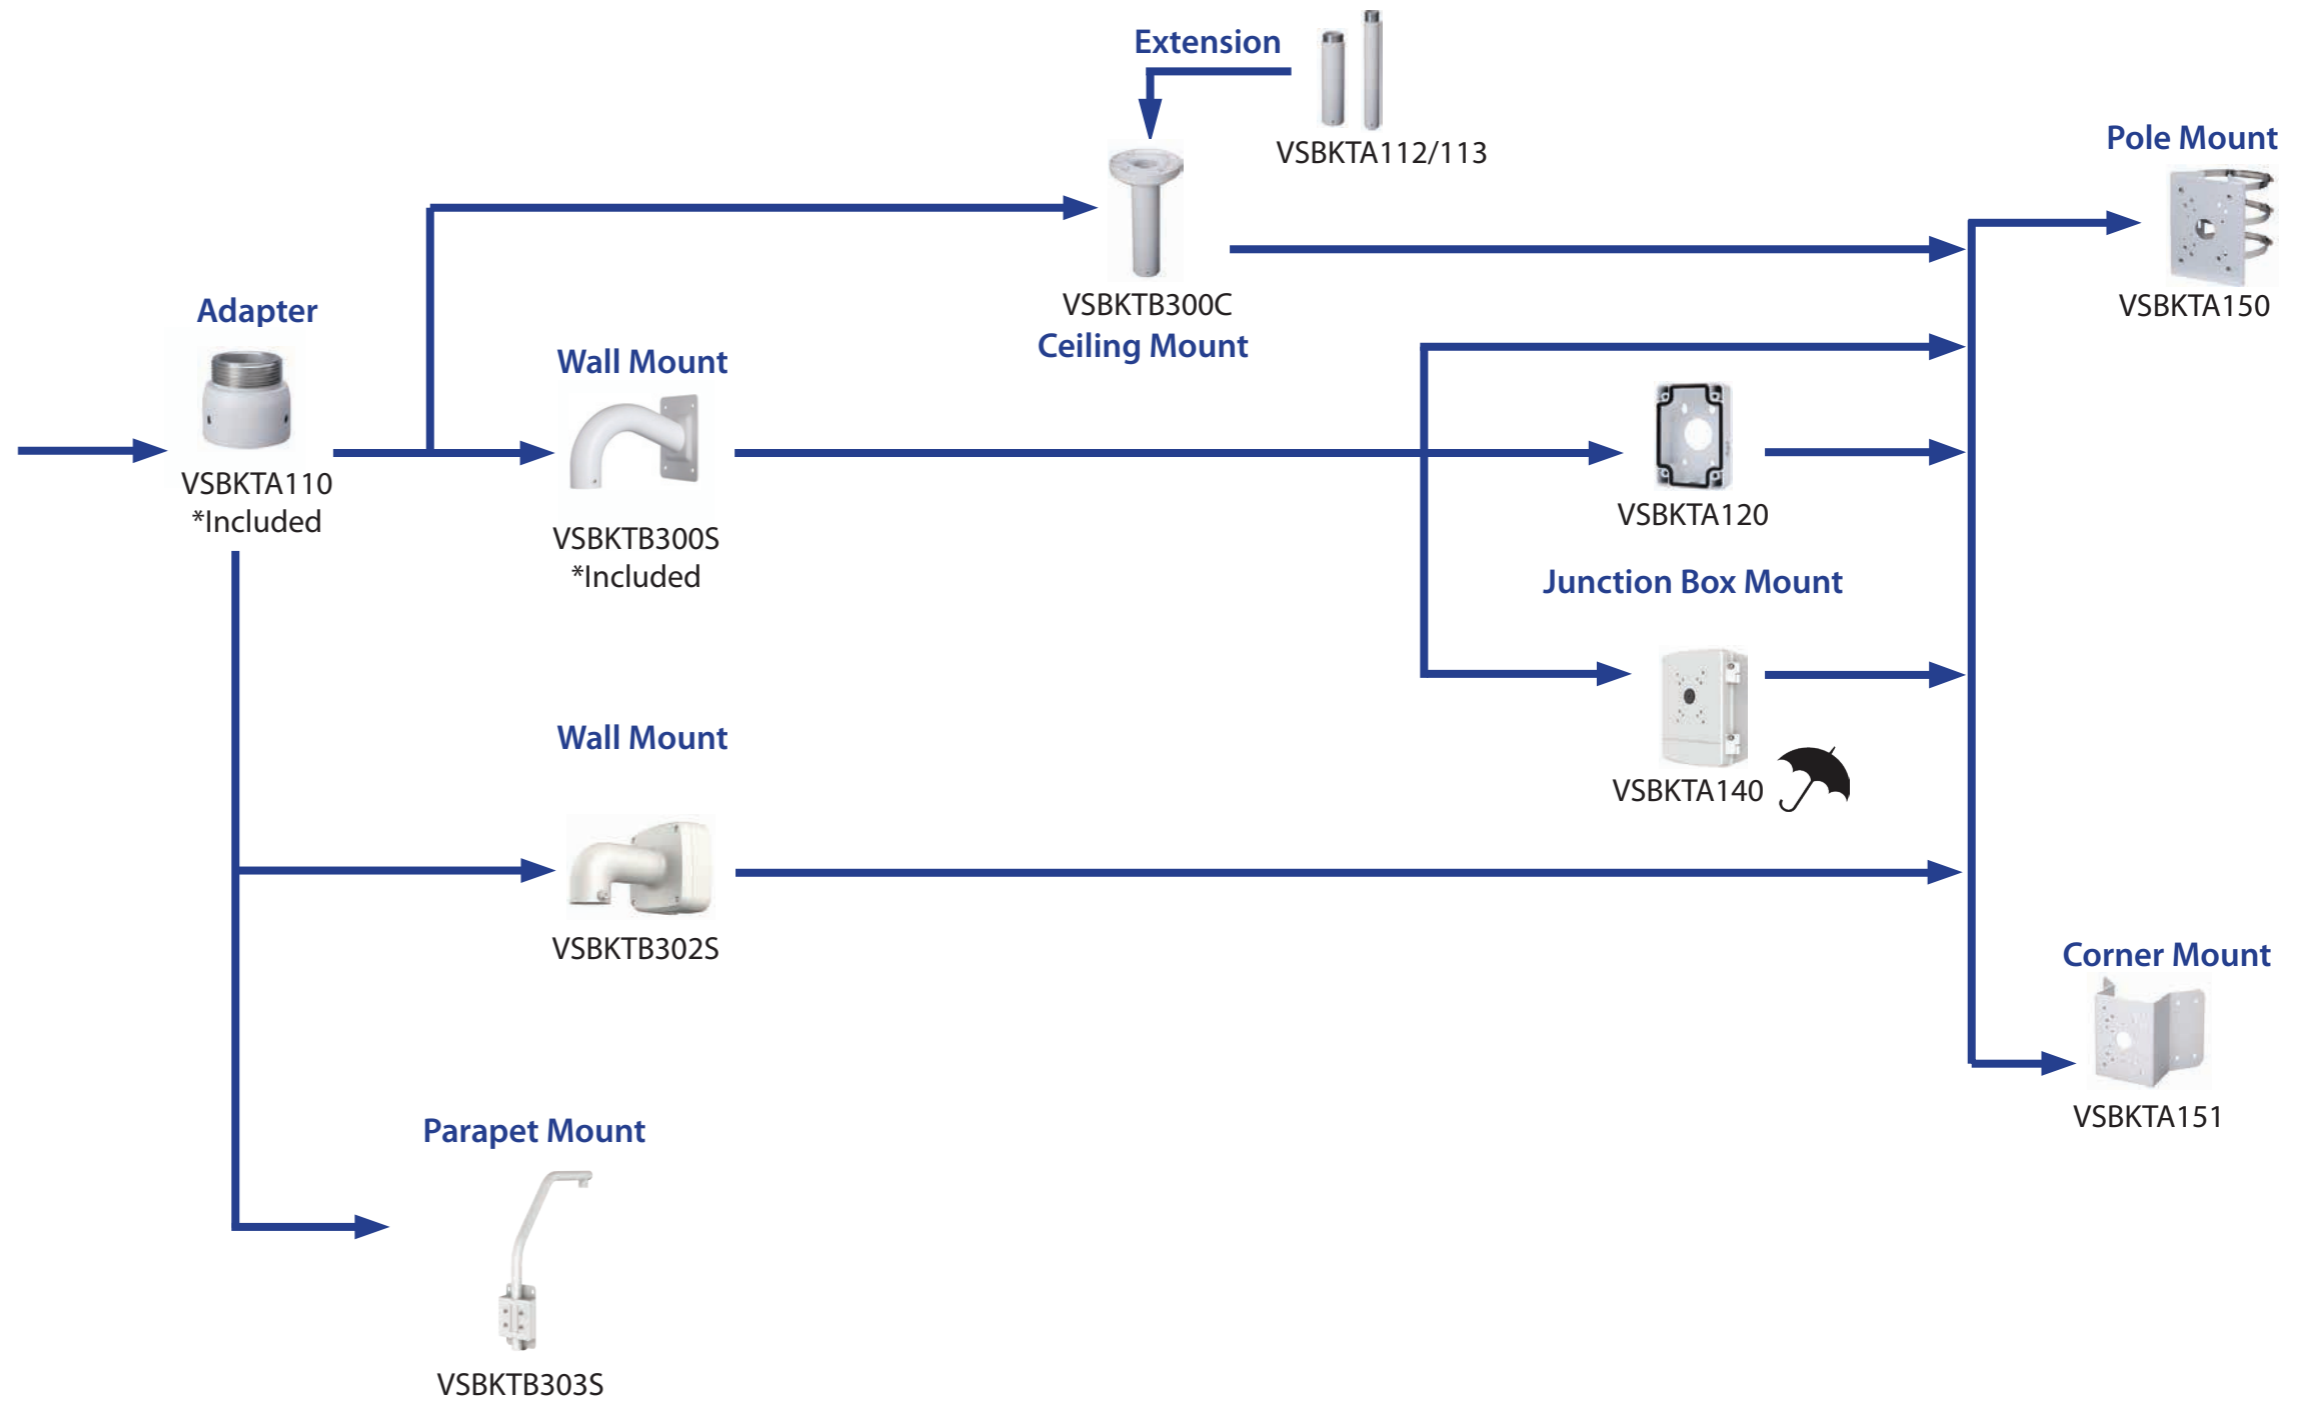 Extension
VSBKTA112/113
Pole Mount
VSBKTA150
VSBKTB300C
Ceiling Mount
Adapter
VSBKTA110
*Included
Wall Mount
VSBKTB300S
*Included
VSBKTA120
Junction Box Mount
VSBKTA140
Wall Mount
VSBKTB302S
Corner Mount
VSBKTA151
Parapet Mount
VSBKTB303S